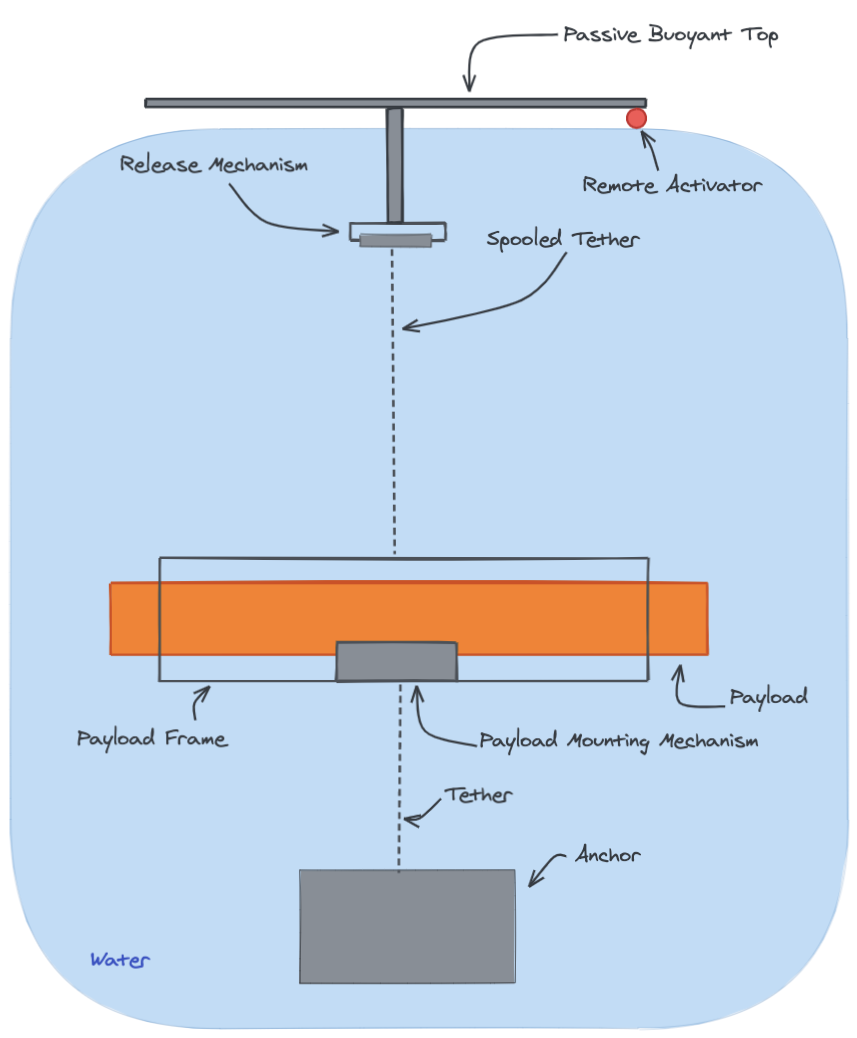 Passive Buoyant Top
Release Mechanism
Remote Activator
Spooled Tether
Payload
Payload Frame
Payload Mounting Mechanism
Tether
Anchor
Water